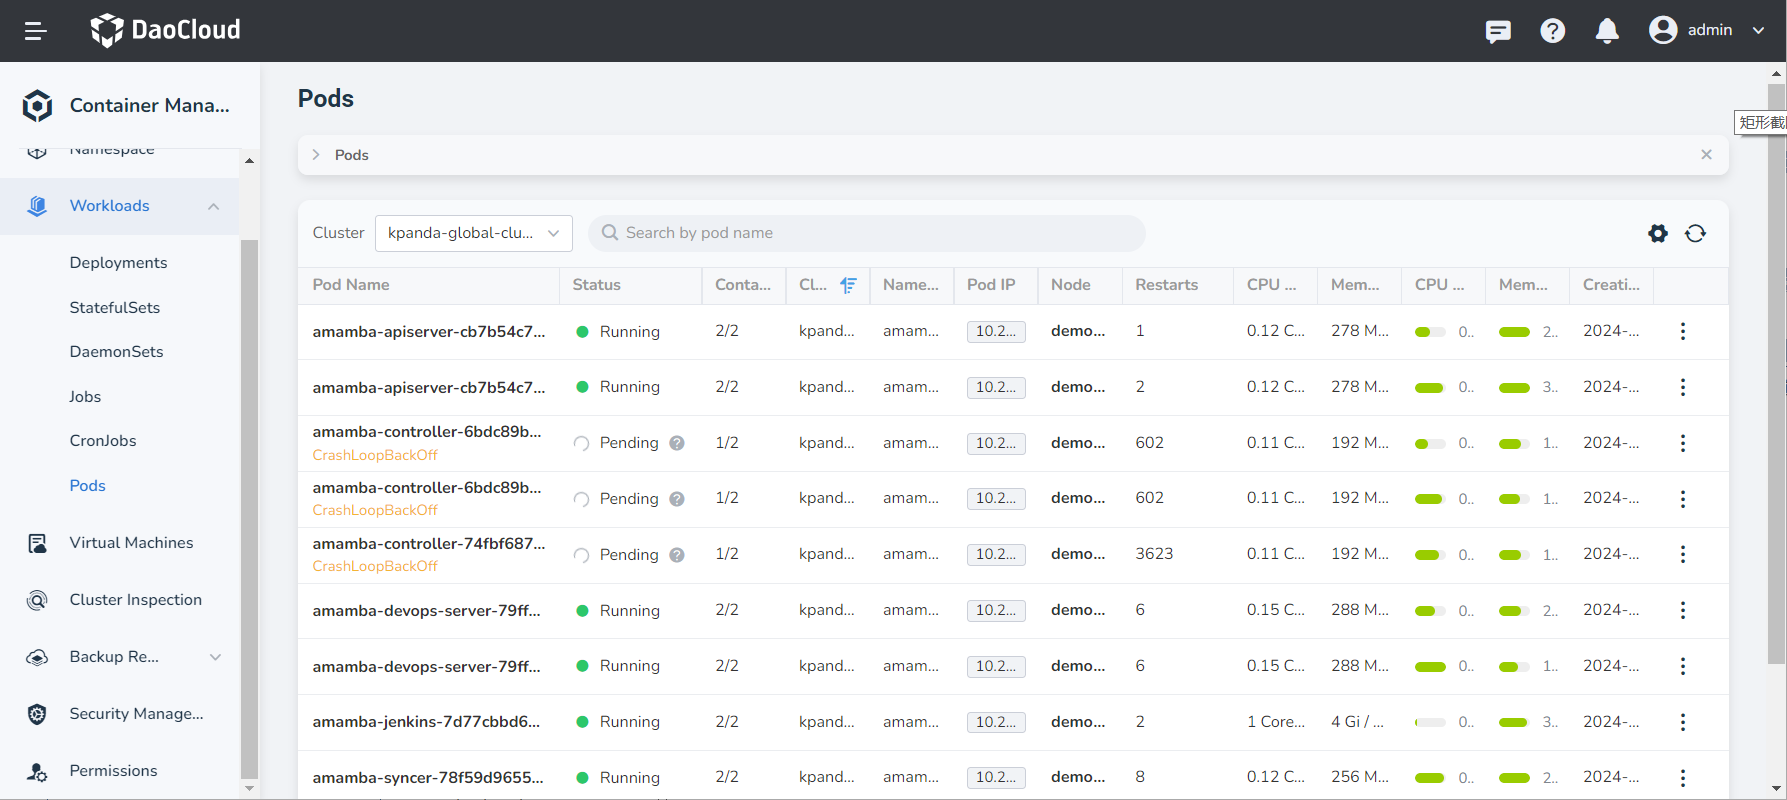 DaoCloud
admin
Container Mana...
Namespace
Workloads
Deployments
StatefulSets
DaemonSets
Jobs
CronJobs
Pods
Virtual Machines
Cluster Inspection
Backup Re...
Security Manage...
Permissions
Pods
矩形截
Pods
Cluster kpanda-global-clu... Search by pod name
Pod Name Status Conta... Cl... Name... Pod IP Node Restarts CPU ... Mem... CPU ... Mem... Creati...
amamba-apiserver-cb7b54c7... Running 2/2 kpand... amam... 10.2... demo... 1 0.12 C... 278 M... 0.. 2.. 2024-...
amamba-apiserver-cb7b54c7... Running 2/2 kpand... amam... 10.2... demo... 2 0.12 C... 278 M... 0.. 3.. 2024-...
amamba-controller-6bdc89b... Pending 1/2 kpand... amam... 10.2... demo... 602 0.11 C... 192 M... 0.. 1.. 2024-...
CrashLoopBackOff
amamba-controller-6bdc89b... Pending 1/2 kpand... amam... 10.2... demo... 602 0.11 C... 192 M... 0.. 1.. 2024-...
CrashLoopBackOff
amamba-controller-74fbf687... Pending 1/2 kpand... amam... 10.2... demo... 3623 0.11 C... 192 M... 0.. 1.. 2024-...
CrashLoopBackOff
amamba-devops-server-79ff... Running 2/2 kpand... amam... 10.2... demo... 6 0.15 C... 288 M... 0.. 2.. 2024-...
amamba-devops-server-79ff... Running 2/2 kpand... amam... 10.2... demo... 6 0.15 C... 288 M... 0.. 1.. 2024-...
amamba-jenkins-7d77cbbd6... Running 2/2 kpand... amam... 10.2... demo... 2 1 Core... 4 Gi / ... 0.. 3.. 2024-...
amamba-syncer-78f59d9655... Running 2/2 kpand... amam... 10.2... demo... 8 0.12 C... 256 M... 0.. 2.. 2024-...